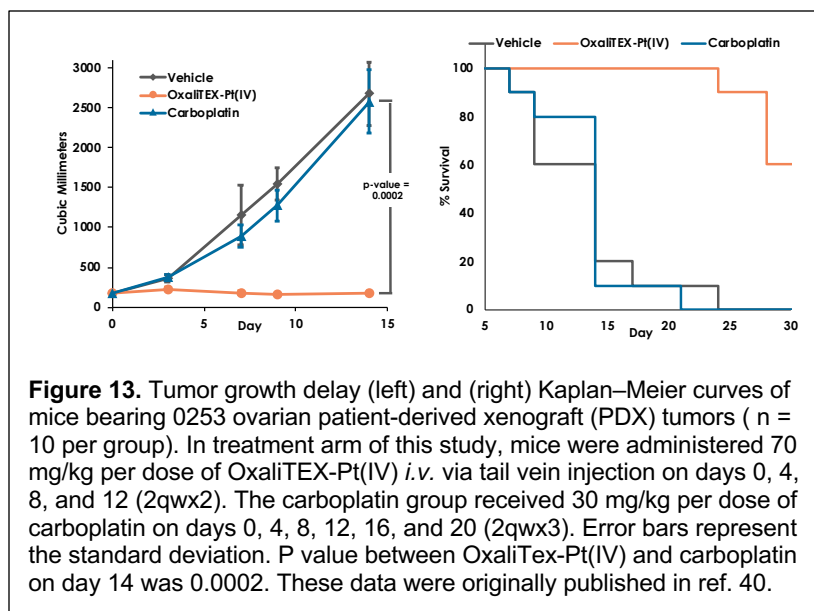 Vehicle
OxaliTEX-Pt(IV)
Carboplatin
3000
2500
2000
1500
1000
500
0
Cubic Millimeters
0
5
10
15
Day
p-value =
0.0002
Vehicle
OxaliTEX-Pt(IV)
Carboplatin
100
80
60
40
20
0
% Survival
5
10
15
20
25
30
Day
Figure 13. Tumor growth delay (left) and (right) Kaplan–Meier curves of
mice bearing 0253 ovarian patient-derived xenograft (PDX) tumors ( n =
10 per group). In treatment arm of this study, mice were administered 70
mg/kg per dose of OxaliTEX-Pt(IV) i.v. via tail vein injection on days 0, 4,
8, and 12 (2qwx2). The carboplatin group received 30 mg/kg per dose of
carboplatin on days 0, 4, 8, 12, 16, and 20 (2qwx3). Error bars represent
the standard deviation. P value between OxaliTex-Pt(IV) and carboplatin
on day 14 was 0.0002. These data were originally published in ref. 40.